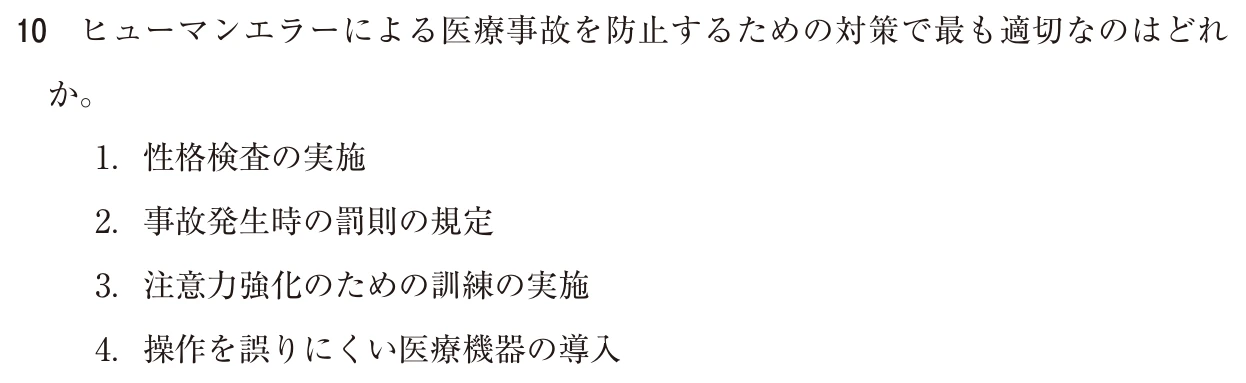 10 ヒューマンエラーによる医療事故を防止するための対策で最も適切なのはどれ
か。
1. 性格検査の実施
2. 事故発生時の罰則の規定
3. 注意力強化のための訓練の実施
4. 操作を誤りにくい医療機器の導入